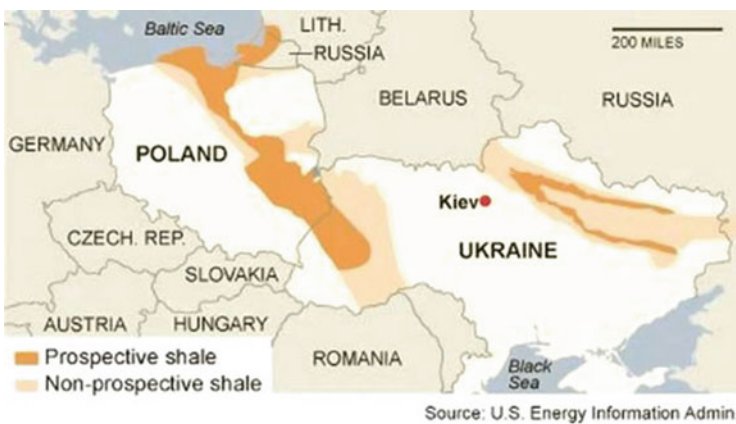 Baltic Sea
LITH.
RUSSIA
200 MILES
BELARUS
RUSSIA
GERMANY
POLAND
Kiev
CZECH. REP.
UKRAINE
SLOVAKIA
AUSTRIA
HUNGARY
ROMANIA
Black
Sea
Prospective shale
Non-prospective shale
Source: U.S. Energy Information Admin